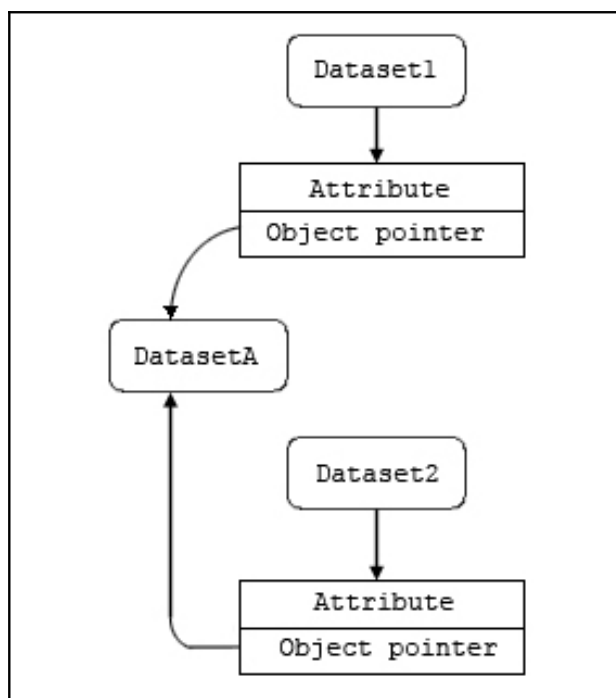 Dataset1
Attribute
Object pointer
DatasetA
Dataset2
Attribute
Object pointer